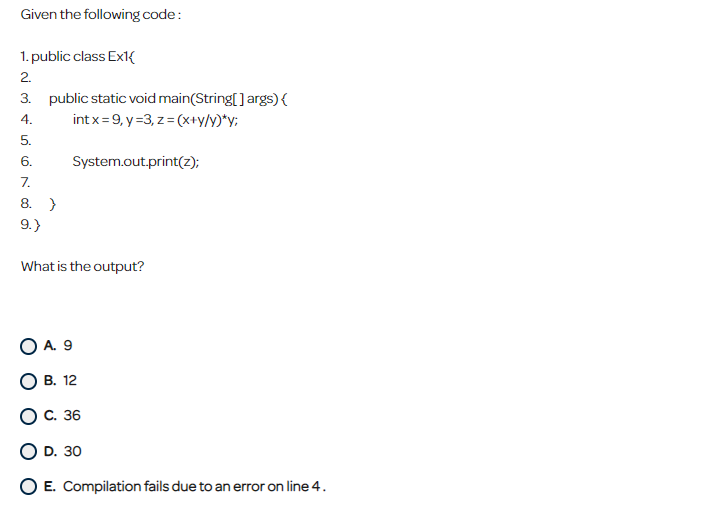 Given the following code :
1. public class Ex1{
2.
3. public static void main(String[ ] args) {
4. int x = 9, y =3, z = (x+y/y)*y;
5.
6. System.out.print(z);
7.
8. }
9. }
What is the output?
A. 9
B. 12
C. 36
D. 30
E. Compilation fails due to an error on line 4 .